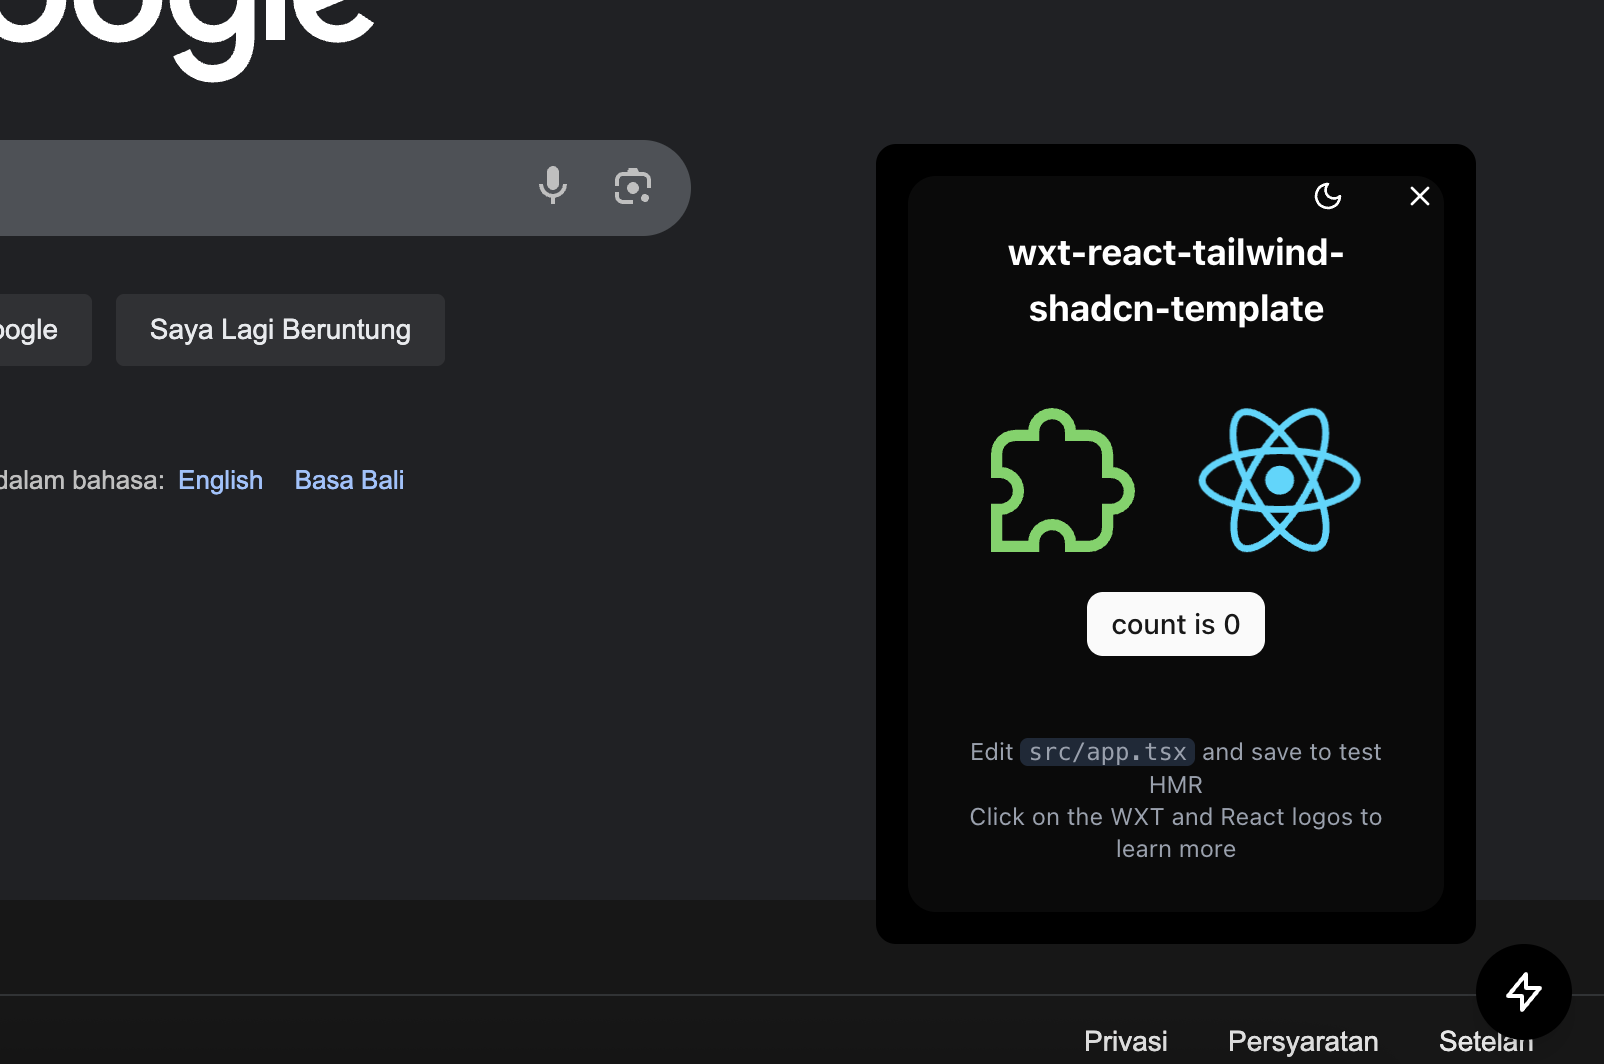 oogle
oogle
Saya Lagi Beruntung
dalam bahasa: English Basa Bali
wxt-react-tailwind-
shadcn-template
count is 0
Edit src/app.tsx and save to test
HMR
Click on the WXT and React logos to
learn more
Privasi Persyaratan Setelan